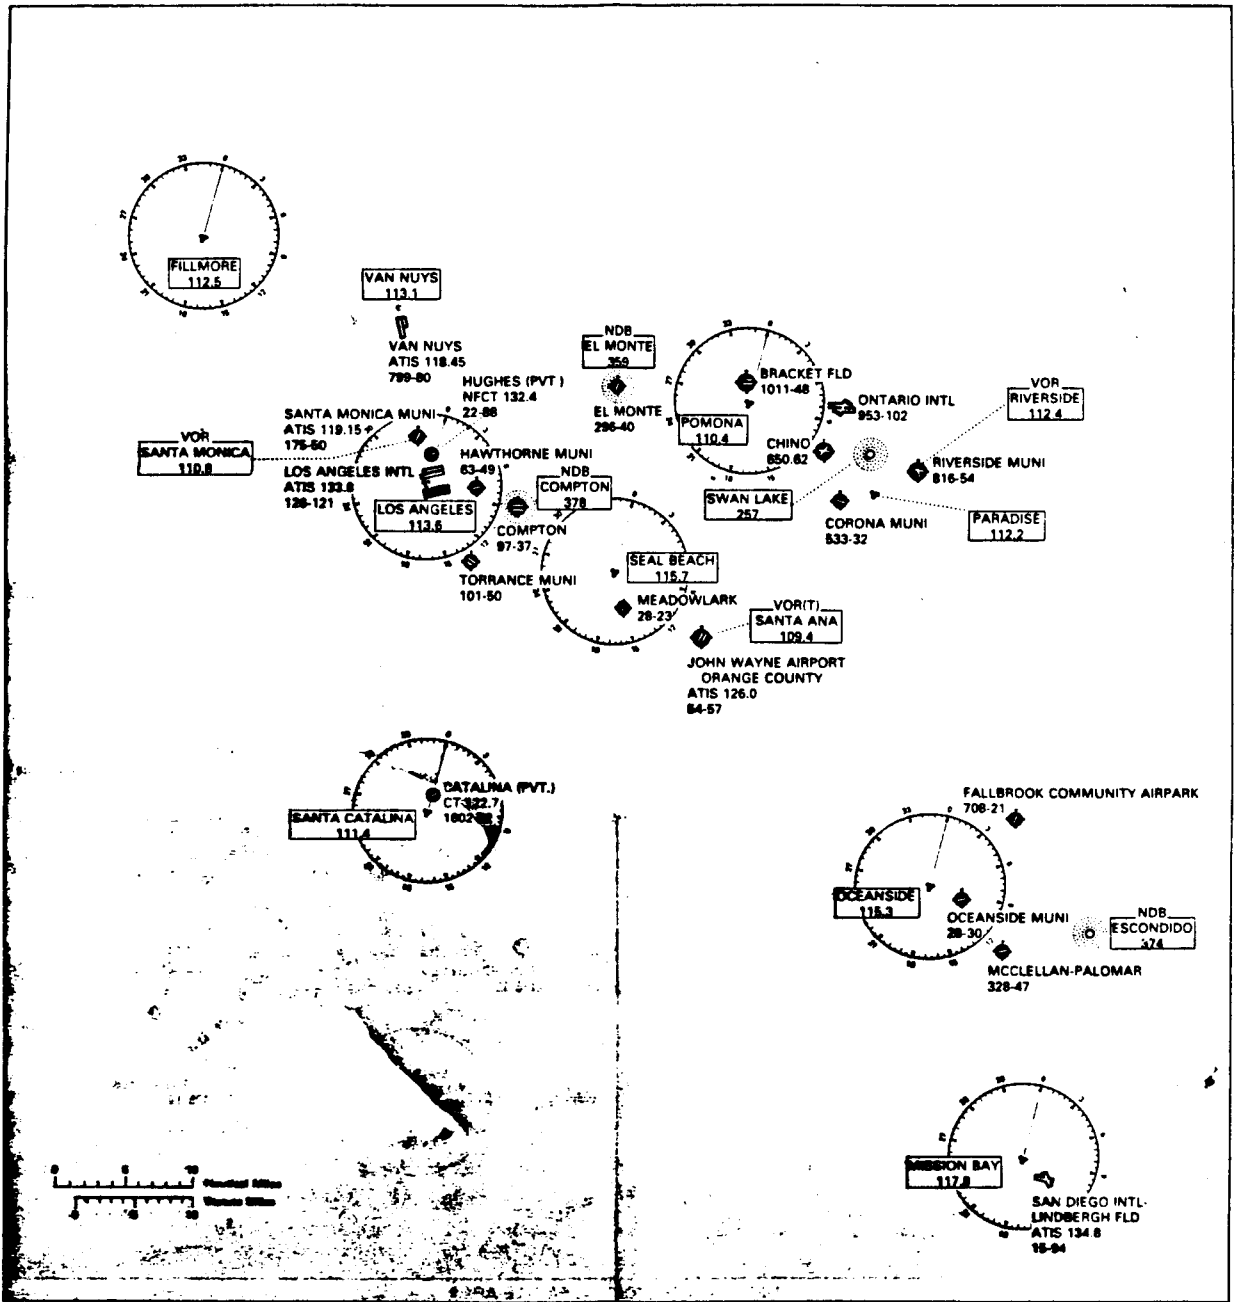 FILLMORE
112.5
VAN NUYS
113.1
VAN NUYS
ATIS 118.45
799-80
NDB
EL MONTE
359
EL MONTE
296-40
HUGHES (PVT.)
NFCT 132.4
22-88
SANTA MONICA MUNI
ATIS 119.15
175-50
VOR
SANTA MONICA
110.8
LOS ANGELES INTL
ATIS 133.8
126-121
HAWTHORNE MUNI
63-49
LOS ANGELES
113.6
NDB
COMPTON
378
COMPTON
97-37
TORRANCE MUNI
101-50
BRACKET FLD
1011-48
POMONA
110.4
ONTARIO INTL
953-102
CHINO
650.62
VOR
RIVERSIDE
112.4
RIVERSIDE MUNI
816-54
SWAN LAKE
257
CORONA MUNI
533-32
PARADISE
112.2
SEAL BEACH
115.7
MEADOWLARK
28-23
VOR(T)
SANTA ANA
109.4
JOHN WAYNE AIRPORT
ORANGE COUNTY
ATIS 126.0
54-57
CATALINA (PVT.)
SANTA CATALINA
111.4
FALLBROOK COMMUNITY AIRPARK
708-21
OCEANSIDE
115.3
OCEANSIDE MUNI
28-30
NDB
ESCONDIDO
374
MCCLELLAN-PALOMAR
328-47
MISSION BAY
117.8
SAN DIEGO INTL-
LINDBERGH FLD
ATIS 134.8
15-94
0 5 10
Nautical Miles
Statute Miles